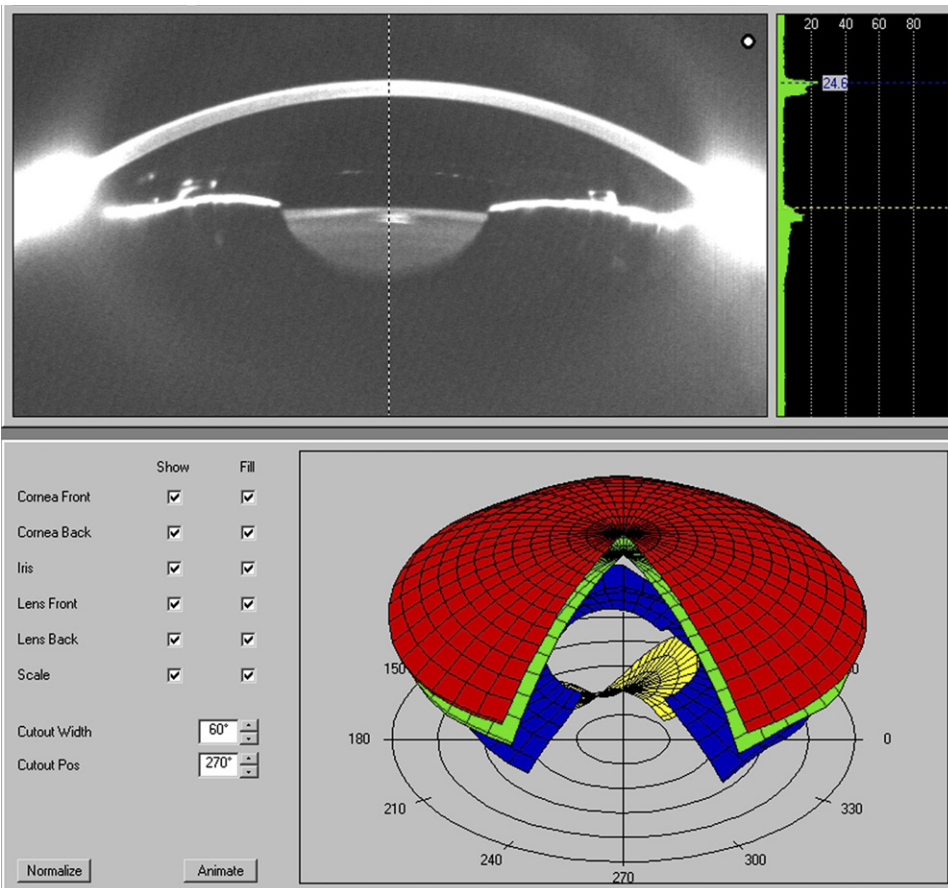 20 40 60 80
24.6
Show Fill
Cornea Front
Cornea Back
Iris
Lens Front
Lens Back
Scale
Cutout Width 60°
Cutout Pos 270°
Normalize Animate
150
180 0
210 330
240 300
270